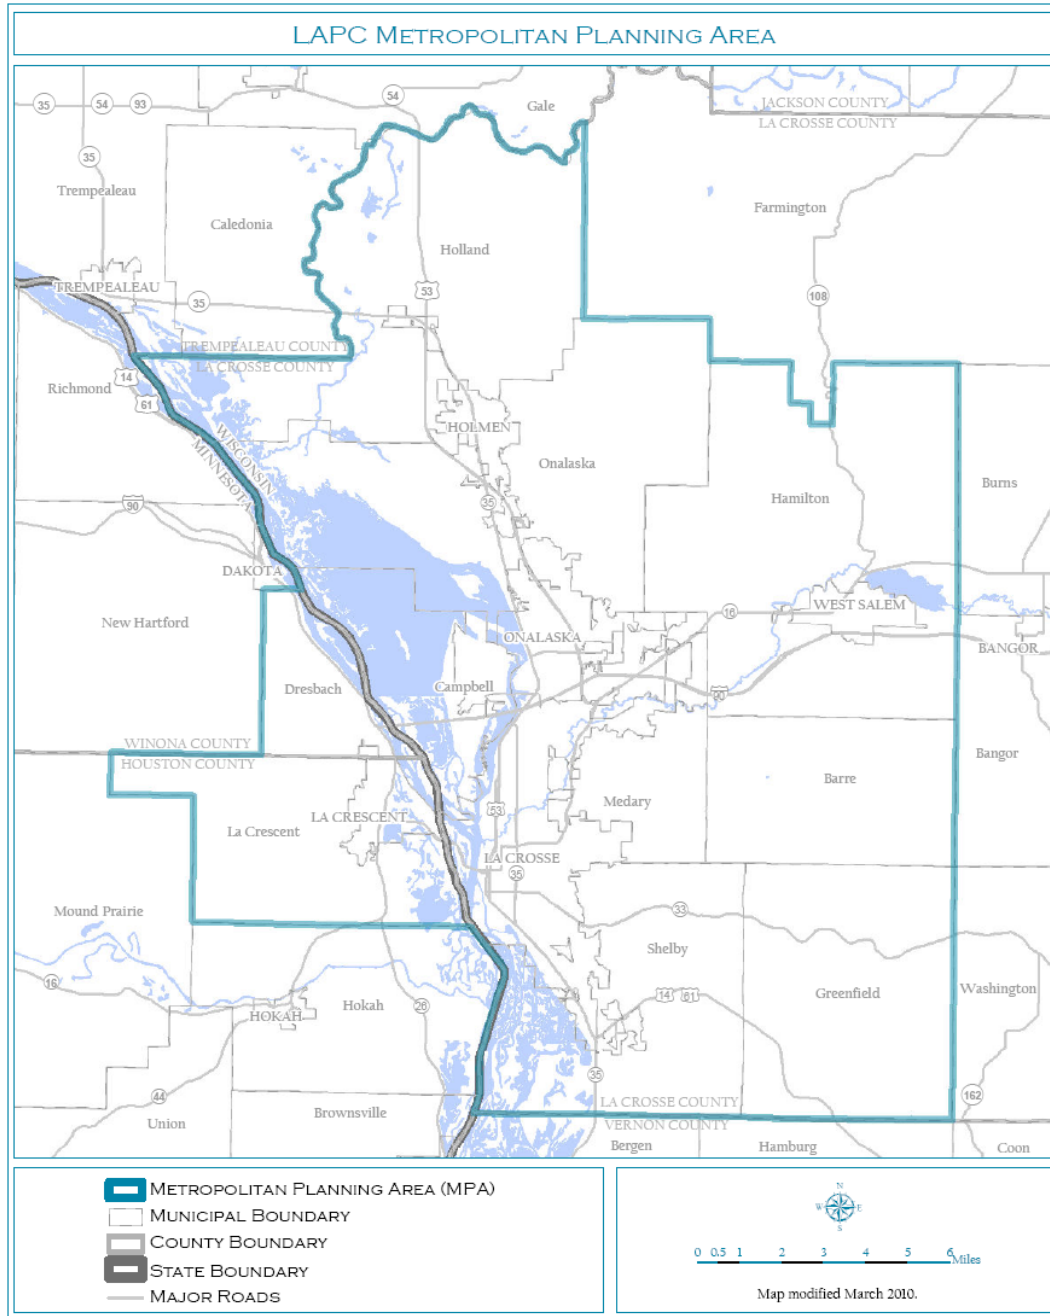 LAPC METROPOLITAN PLANNING AREA
35 54 93
54
Gale
JACKSON COUNTY
LA CROSSE COUNTY
35
Trempealeau
Caledonia
Farmington
Holland
TREMPEALEAU
53
108
35
TREMPEALEAU COUNTY
LA CROSSE COUNTY
14
Richmond
61
HOLMEN
WISCONSIN
MINNESOTA
Onalaska
Hamilton
Burns
35
90
DAKOTA
WEST SALEM
16
New Hartford
ONALASKA
BANGOR
Dresbach
Campbell
90
WINONA COUNTY
HOUSTON COUNTY
Bangor
Barre
Medary
53
LA CRESCENT
La Crescent
LA CROSSE
35
Mound Prairie
33
Shelby
16
14 61
Greenfield
Washington
Hokah
26
HOKAH
35
44
162
LA CROSSE COUNTY
VERNON COUNTY
Union
Brownsville
Bergen
Hamburg
Coon
METROPOLITAN PLANNING AREA (MPA)
MUNICIPAL BOUNDARY
COUNTY BOUNDARY
STATE BOUNDARY
MAJOR ROADS
N
W E
S
0 0.5 1 2 3 4 5 6 Miles
Map modified March 2010.